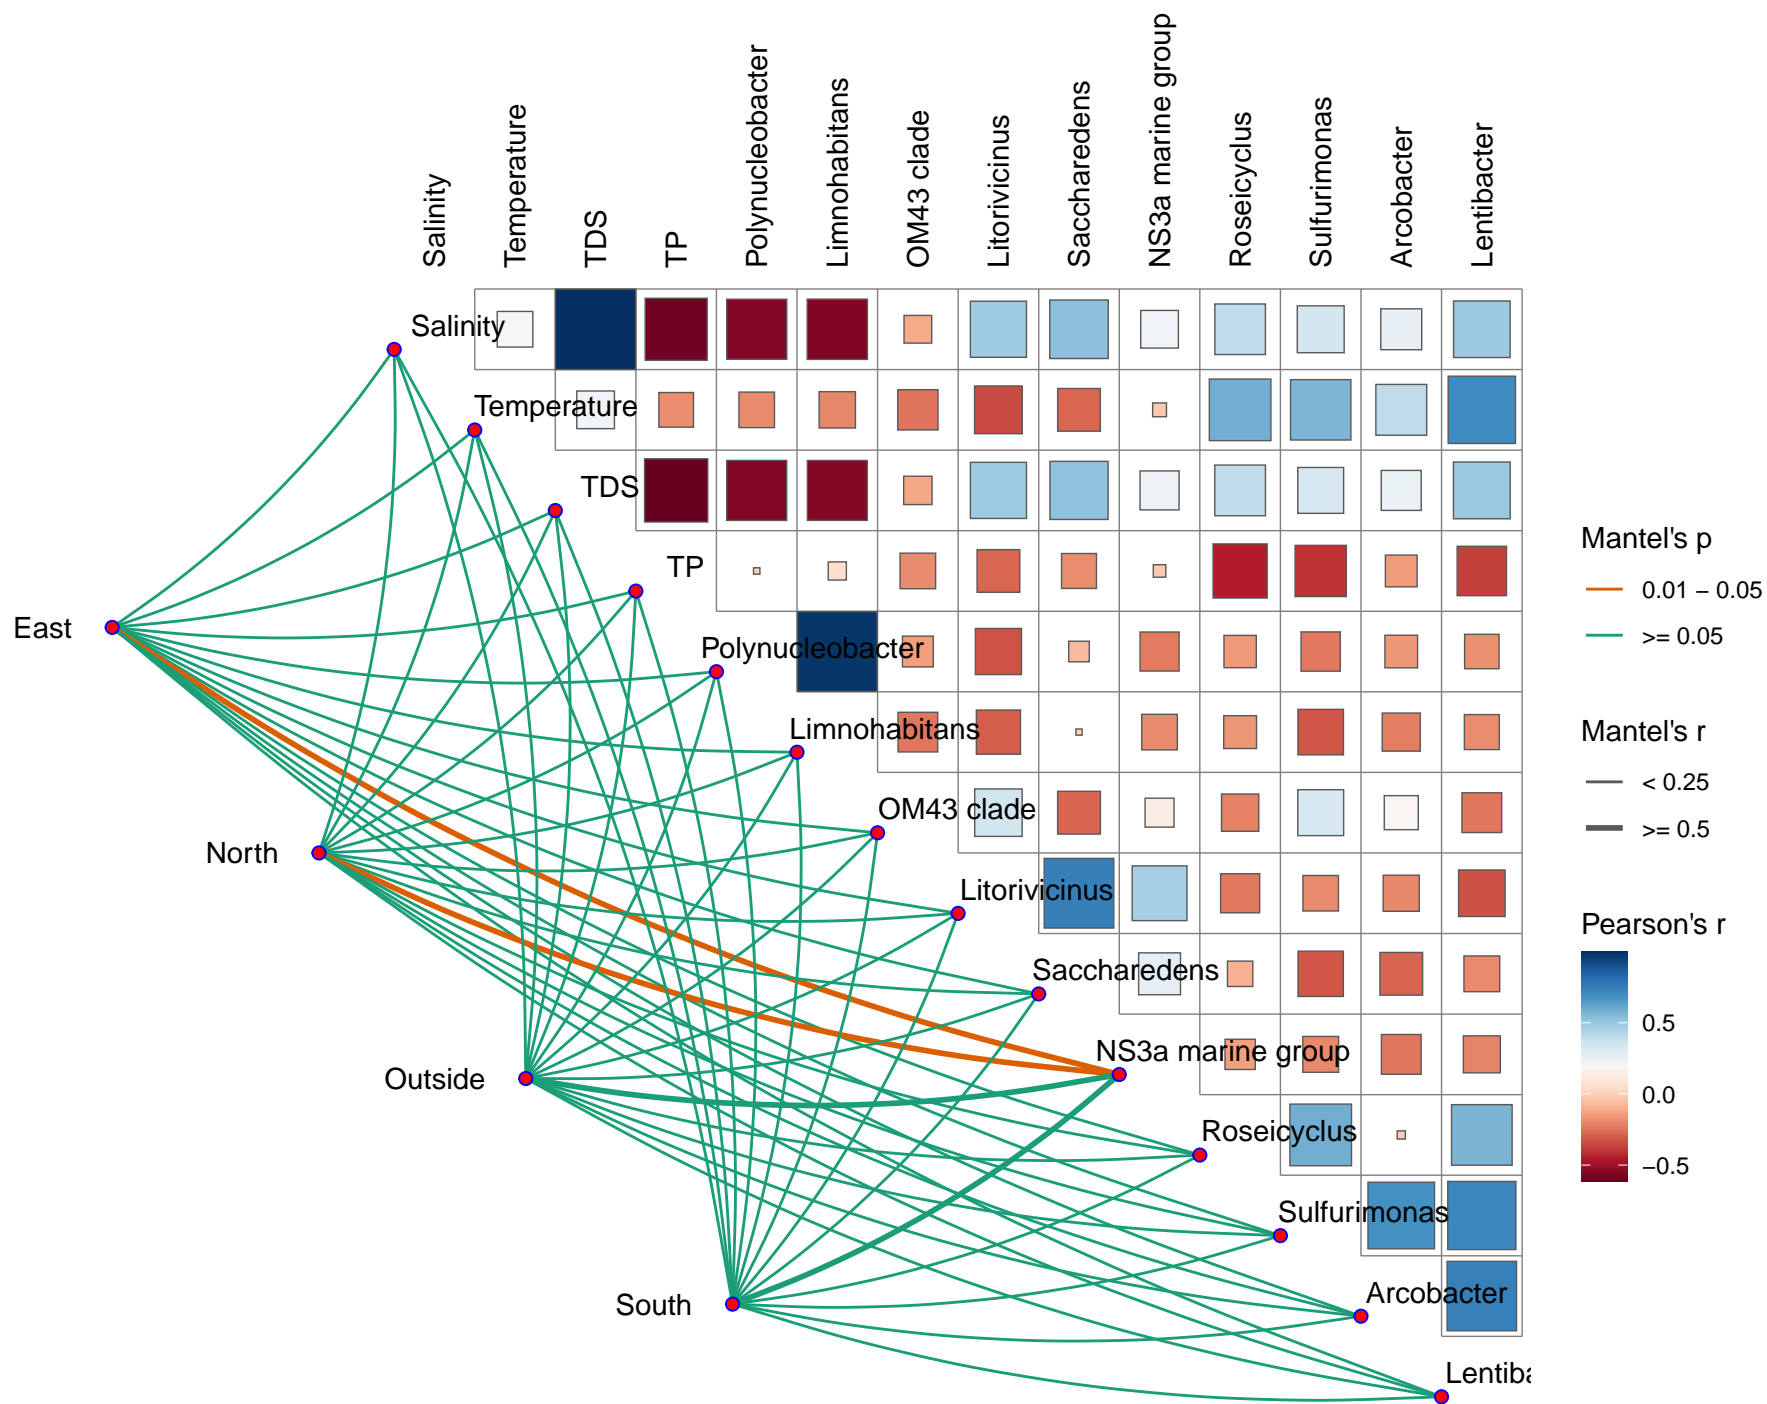 Salinity
Temperature
TDS
TP
Polynucleobacter
Limnohabitans
OM43 clade
Litorivicinus
Saccharedens
NS3a marine group
Roseicyclus
Sulfurimonas
Arcobacter
Lentibacter
Salinity
Temperature
TDS
TP
Polynucleobacter
Limnohabitans
OM43 clade
Litorivicinus
Saccharedens
NS3a marine group
Roseicyclus
Sulfurimonas
Arcobacter
Lentiba
East
North
Outside
South
Mantel's p
0.01 − 0.05
>= 0.05
Mantel's r
< 0.25
>= 0.5
Pearson's r
0.5
0.0
−0.5